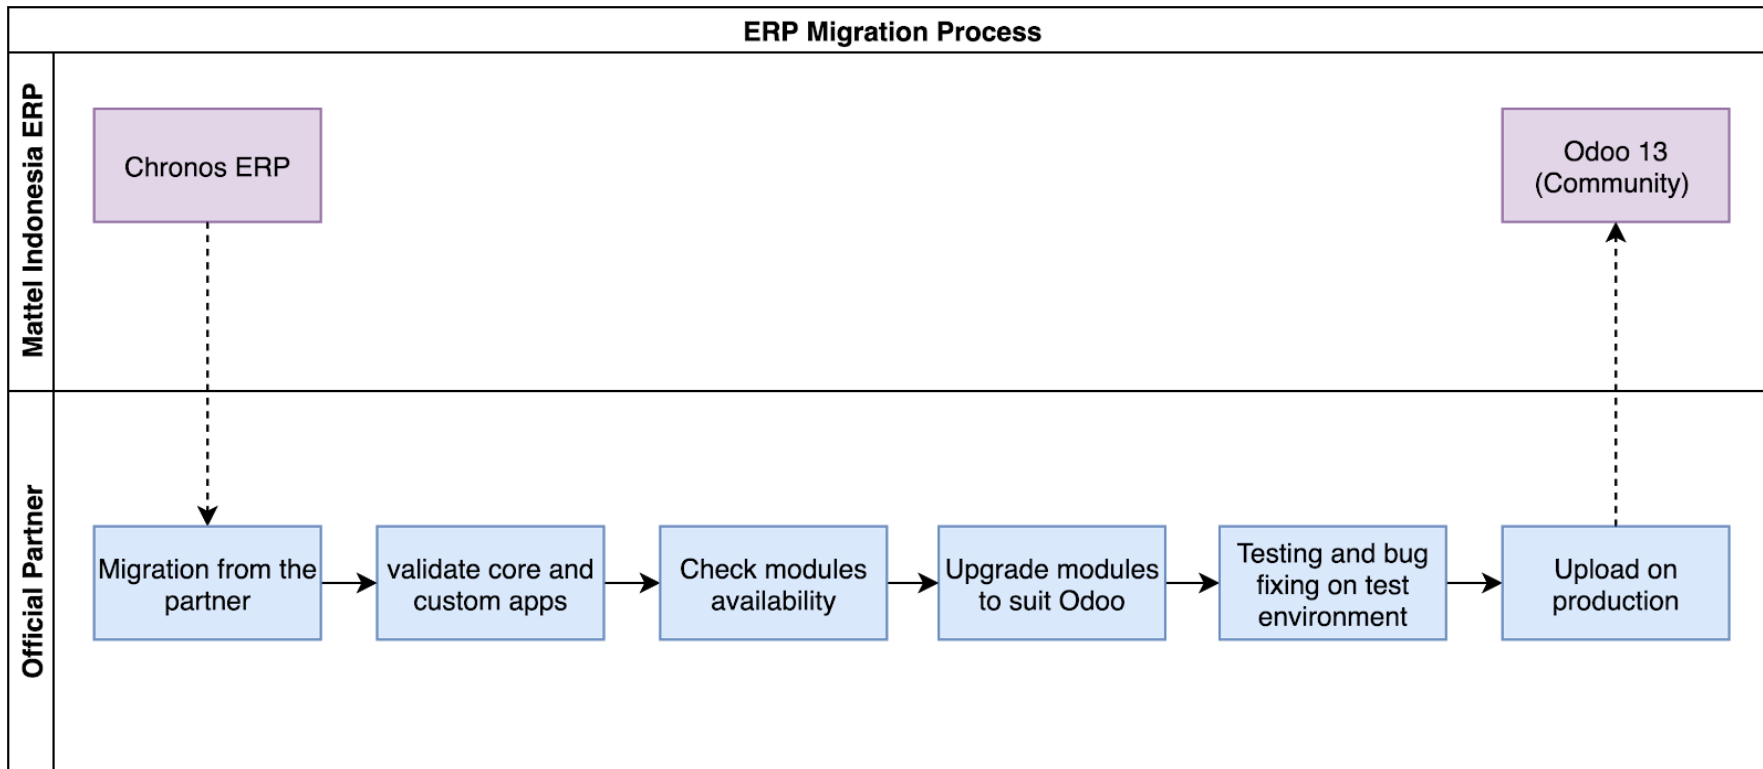 ERP Migration Process
Mattel Indonesia ERP
Chronos ERP
Odoo 13
(Community)
Official Partner
Migration from the
partner
validate core and
custom apps
Check modules
availability
Upgrade modules
to suit Odoo
Testing and bug
fixing on test
environment
Upload on
production